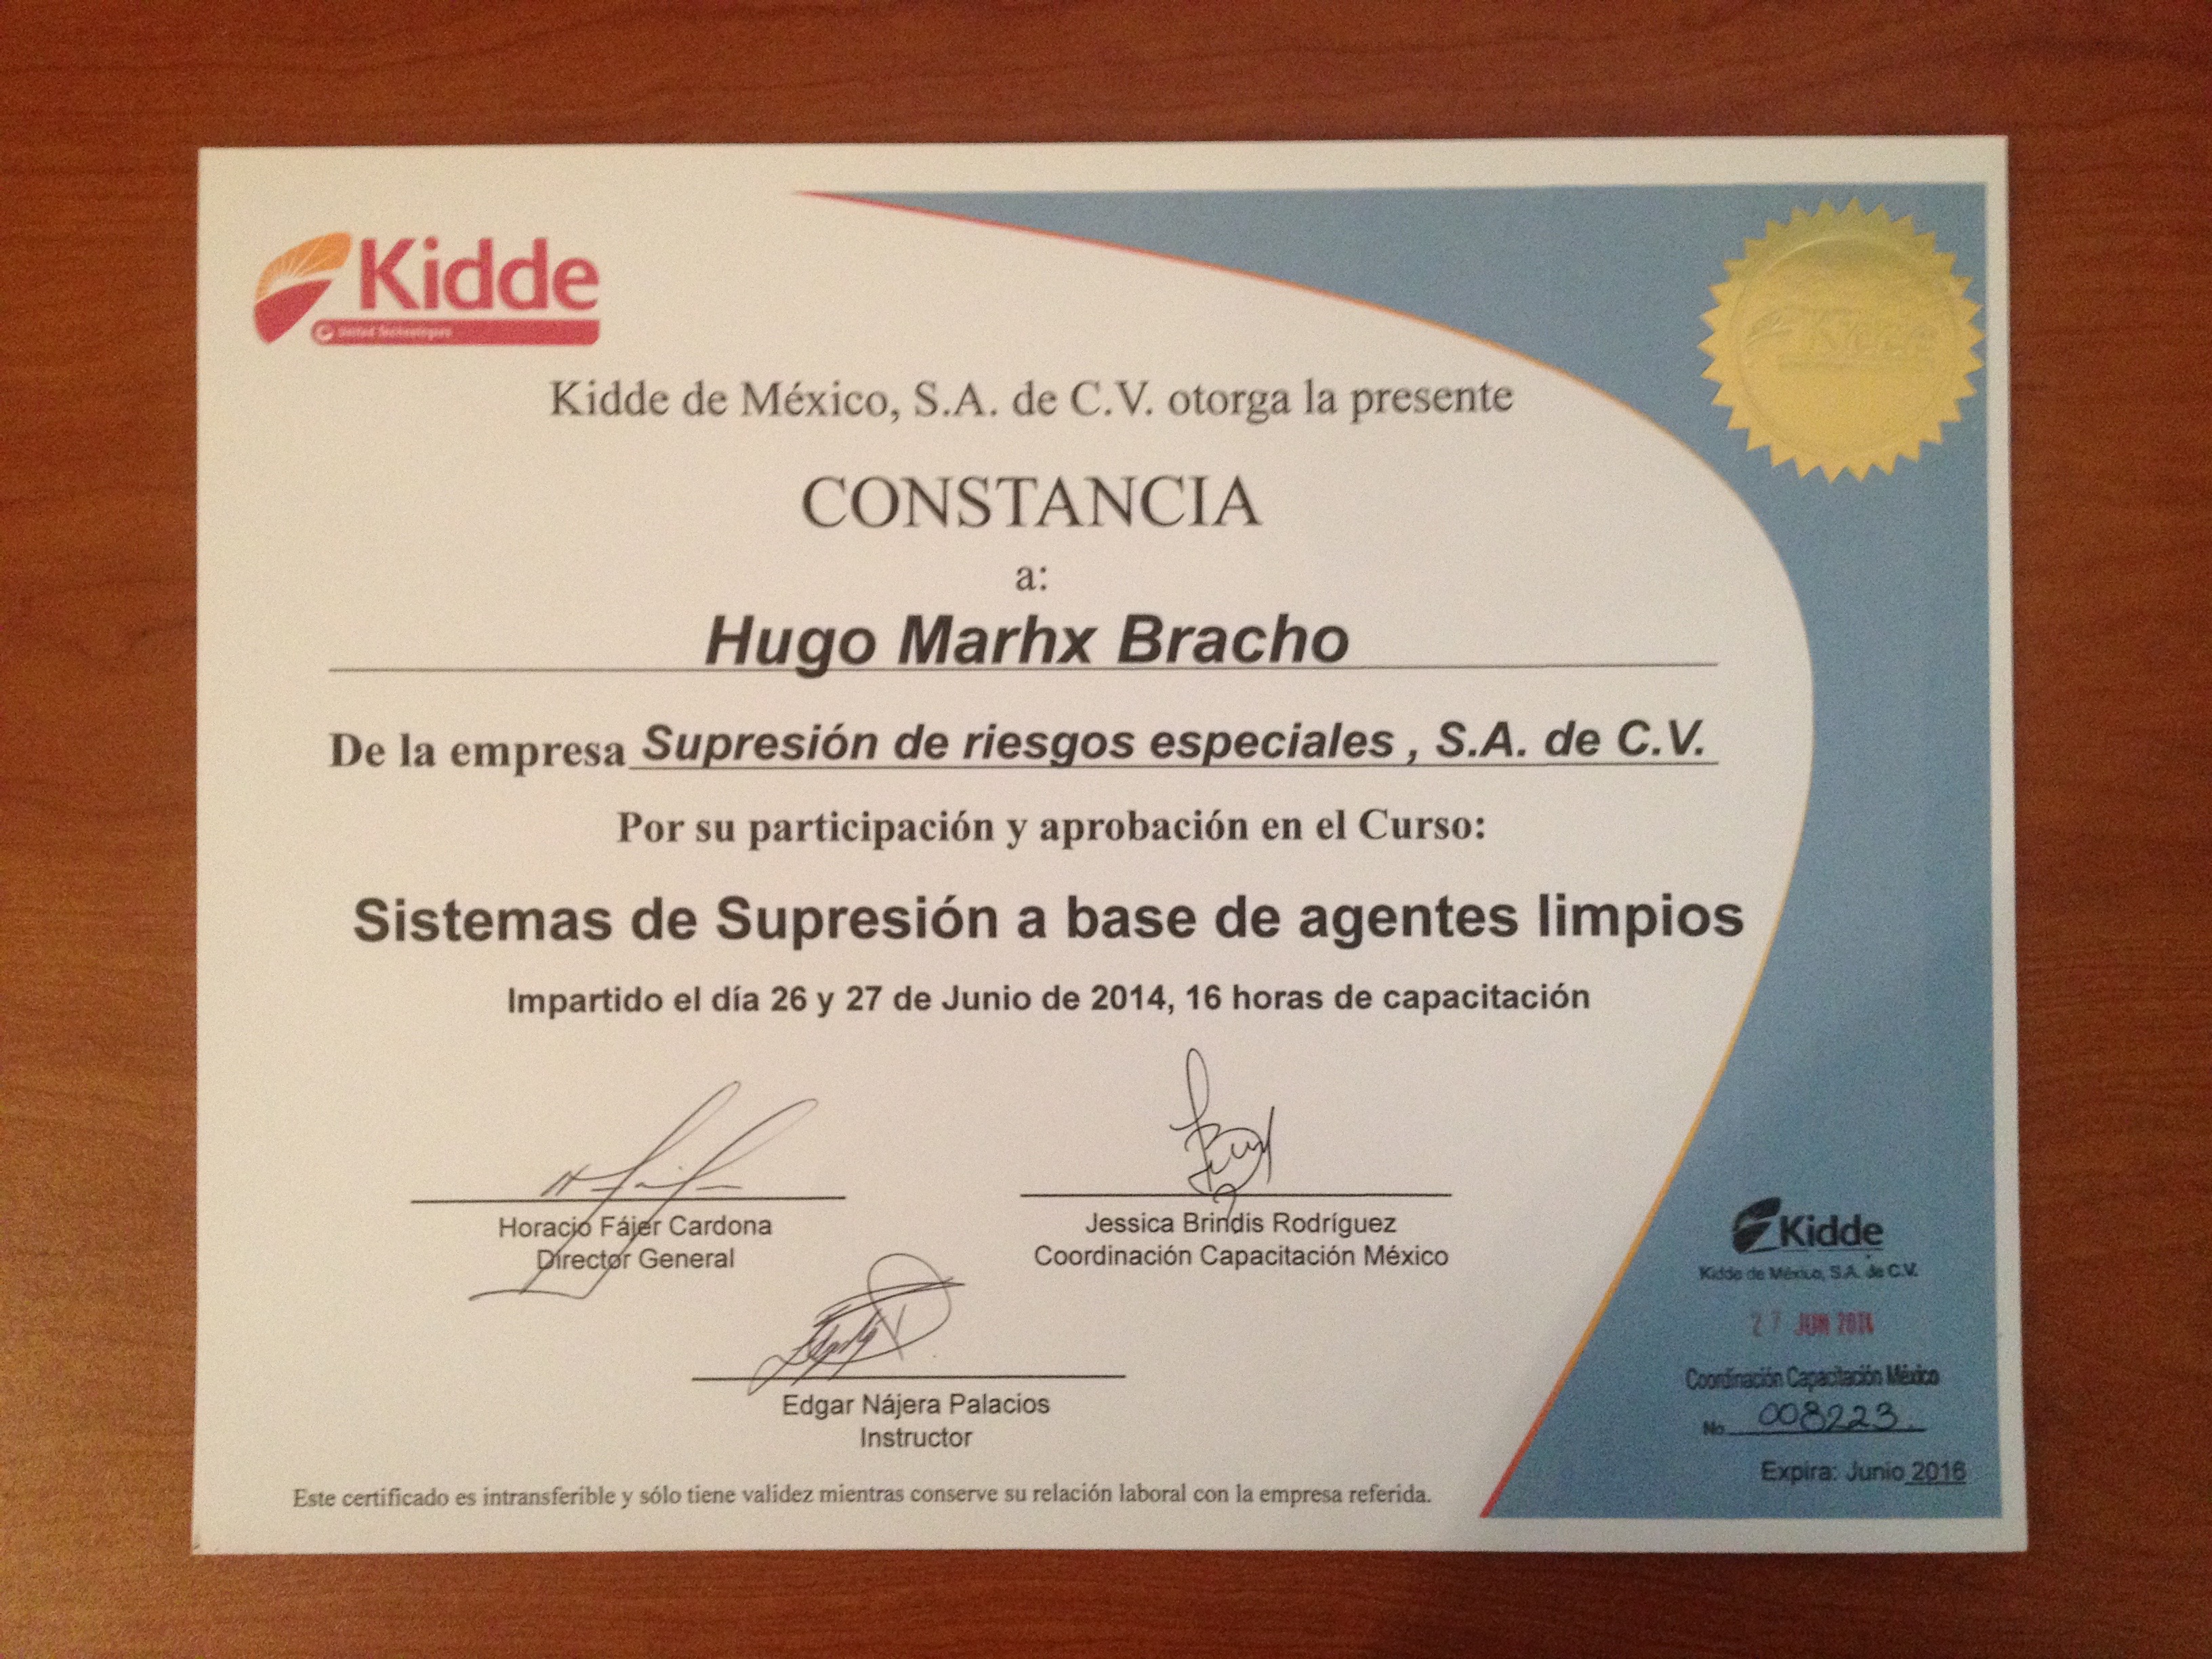 Kidde
United Technologies
Kidde de México, S.A. de C.V. otorga la presente
CONSTANCIA
a:
Hugo Marhx Bracho
De la empresa Supresión de riesgos especiales , S.A. de C.V.
Por su participación y aprobación en el Curso:
Sistemas de Supresión a base de agentes limpios
Impartido el día 26 y 27 de Junio de 2014, 16 horas de capacitación
Horacio Fájer Cardona
Director General
Jessica Brindis Rodríguez
Coordinación Capacitación México
Edgar Nájera Palacios
Instructor
Este certificado es intransferible y sólo tiene validez mientras conserve su relación laboral con la empresa referida.
Kidde
Kidde
Kidde de México, S.A. de C.V.
27 JUN 2014
Coordinación Capacitación México
No. 008223.
Expira: Junio 2016